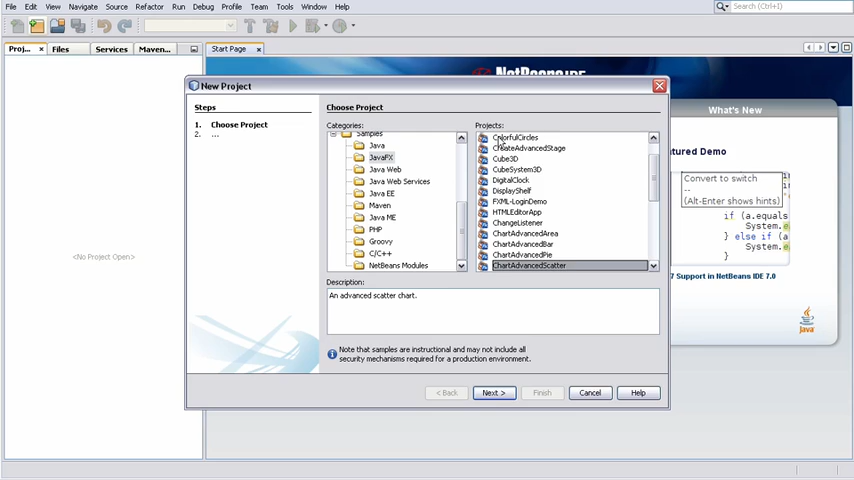 File Edit View Navigate Source Refactor Run Debug Profile Team Tools Window Help
Search (Ctrl+I)
Proj... Files Services Maven... Start Page
NetBeans IDE
New Project
What's New
Steps
1. Choose Project
2. ...
Choose Project
Categories:
Samples
Java
JavaFX
Java Web
Java Web Services
Java EE
Maven
Java ME
PHP
Groovy
C/C++
NetBeans Modules
Projects:
ColorfulCircles
CreateAdvancedStage
Cube3D
CubeSystem3D
DigitalClock
DisplayShelf
FXML-LoginDemo
HTMLEditorApp
ChangeListener
ChartAdvancedArea
ChartAdvancedBar
ChartAdvancedPie
ChartAdvancedScatter
Description:
An advanced scatter chart.
Note that samples are instructional and may not include all
security mechanisms required for a production environment.
< Back Next > Finish Cancel Help
<No Project Open>
tured Demo
Convert to switch
--
(Alt-Enter shows hints)
if (a.equals
System.
} else if (a
System.
}
7 Support in NetBeans IDE 7.0
Java